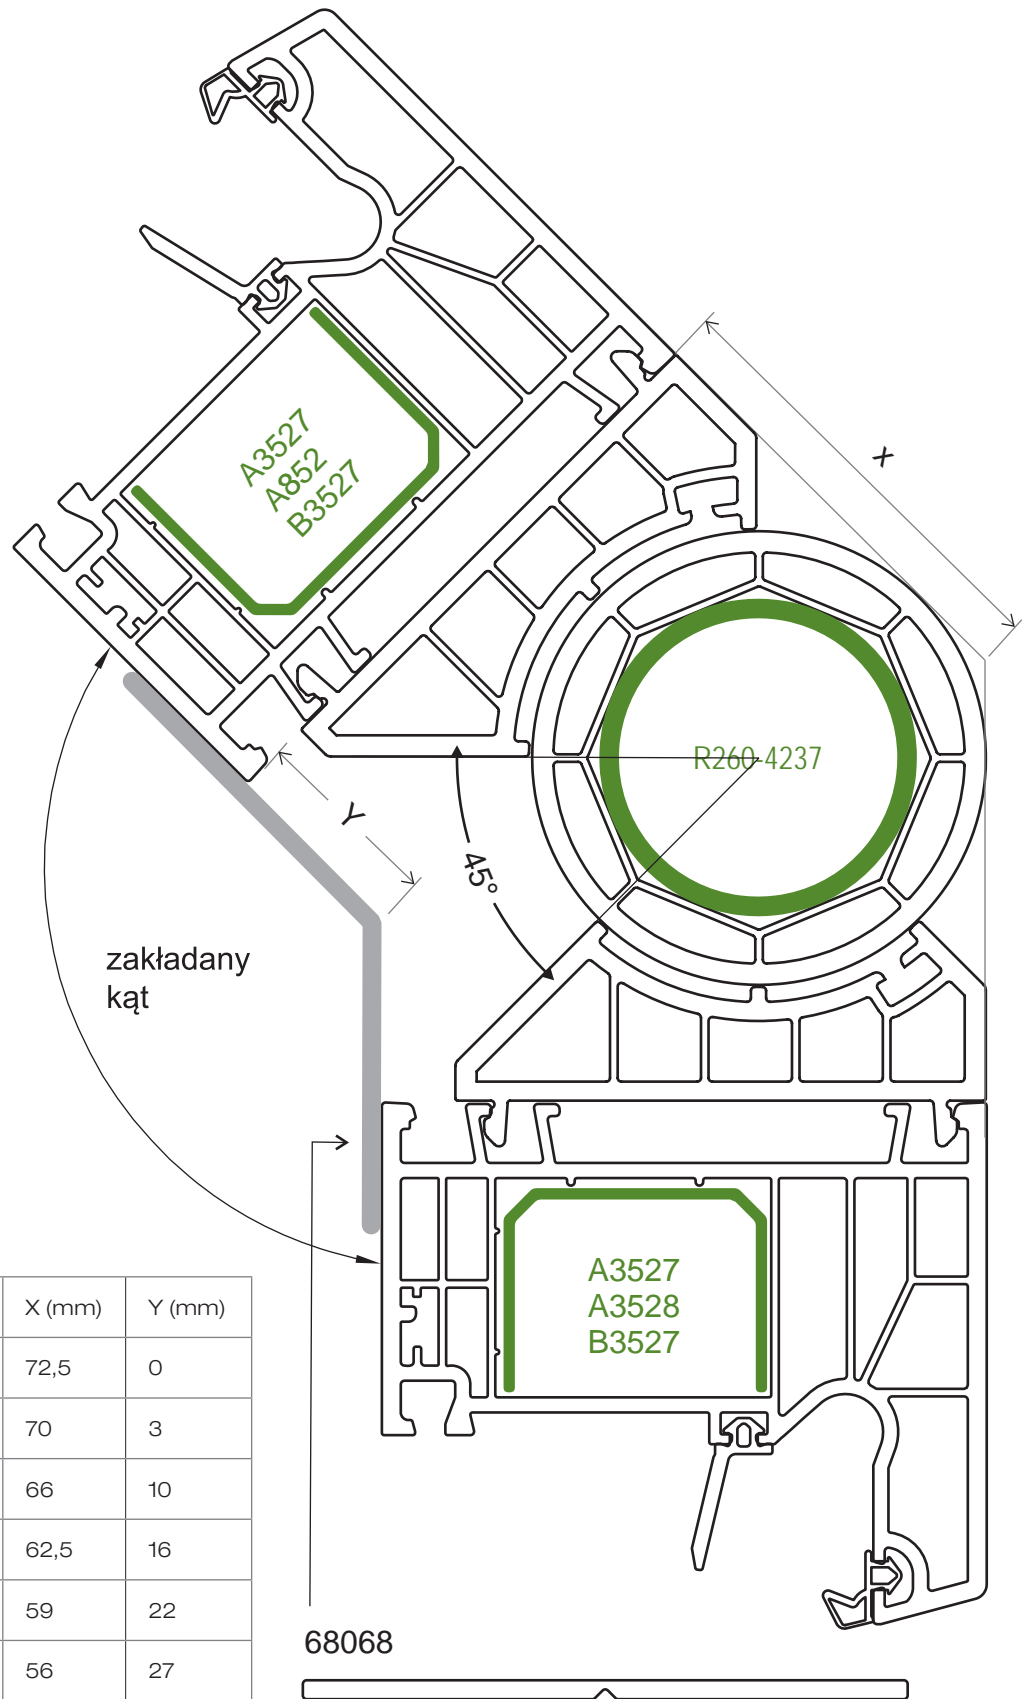 A3527
A852
B3527
X
R260-4237
Y
45°
zakładany
kąt
A3527
A3528
B3527
X (mm) Y (mm)
72,5 0
70 3
66 10
62,5 16
59 22
56 27
68068